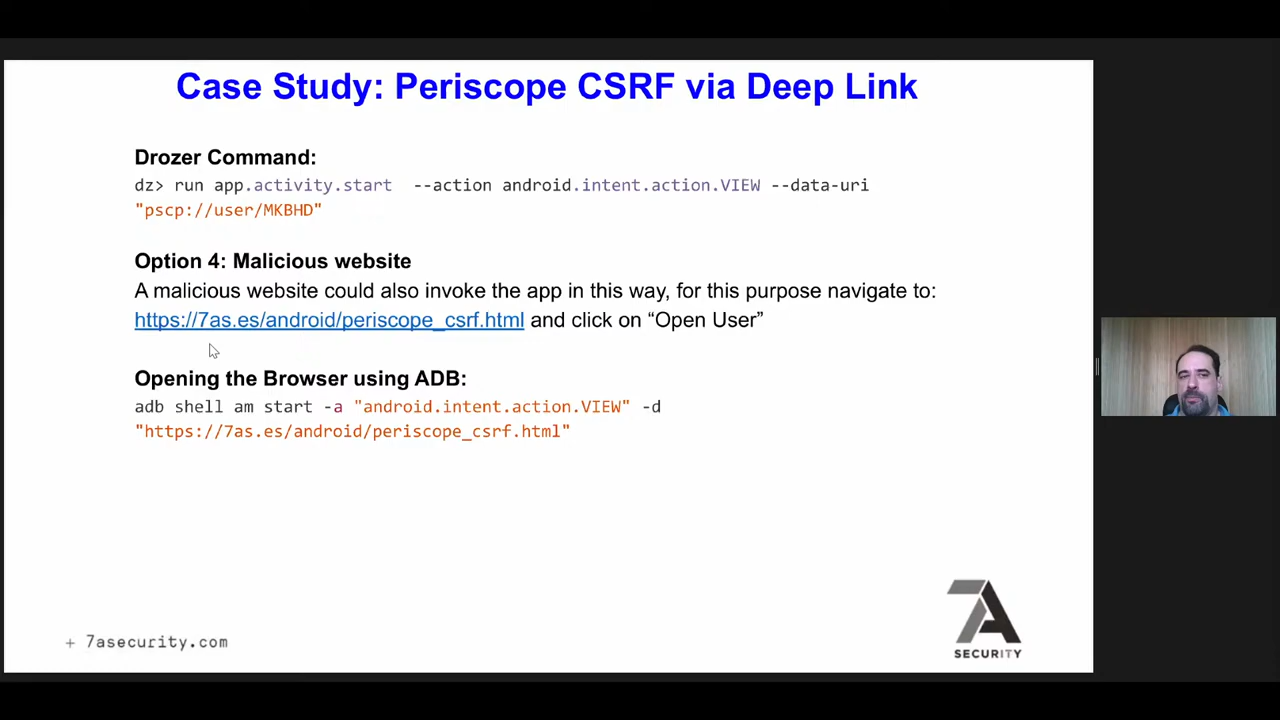 Case Study: Periscope CSRF via Deep Link
Drozer Command:
dz> run app.activity.start --action android.intent.action.VIEW --data-uri
"pscp://user/MKBHD"
Option 4: Malicious website
A malicious website could also invoke the app in this way, for this purpose navigate to:
https://7as.es/android/periscope_csrf.html and click on “Open User”
Opening the Browser using ADB:
adb shell am start -a "android.intent.action.VIEW" -d
"https://7as.es/android/periscope_csrf.html"
+ 7asecurity.com
7A
SECURITY